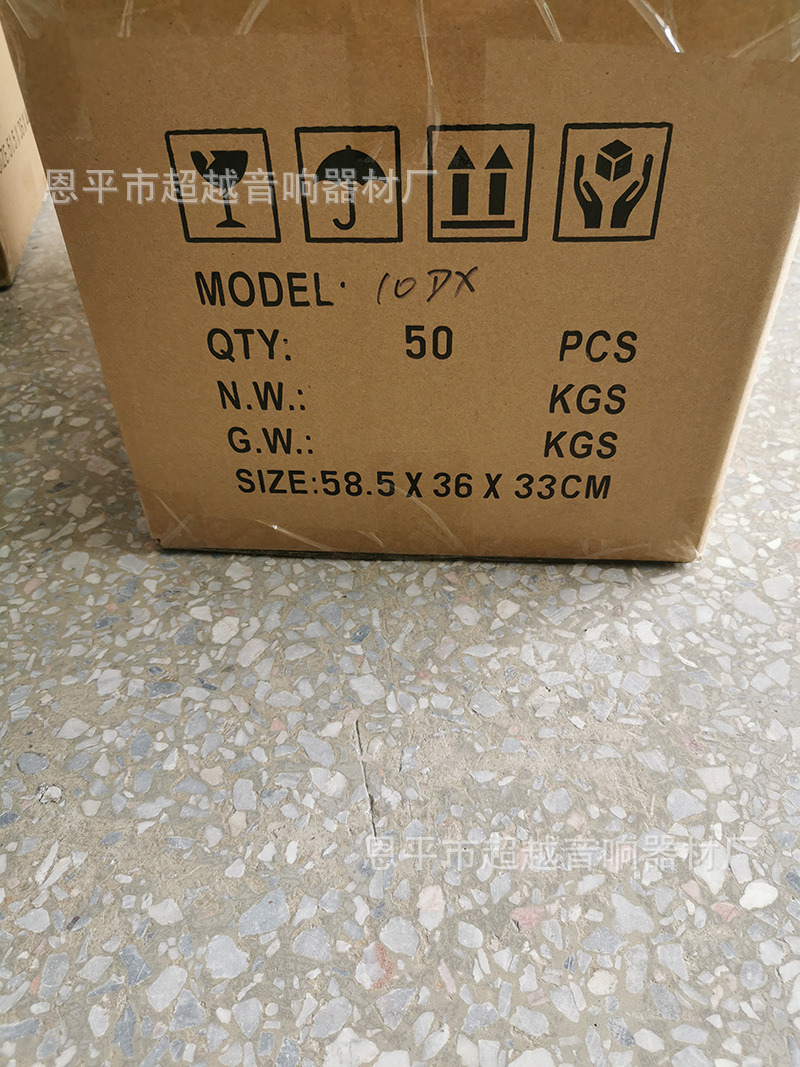 恩平市超越音响器材厂
MODEL: 10DX
QTY: 50 PCS
N.W.: KGS
G.W.: KGS
SIZE:58.5 X 36 X 33CM
恩平市超越音响器材厂